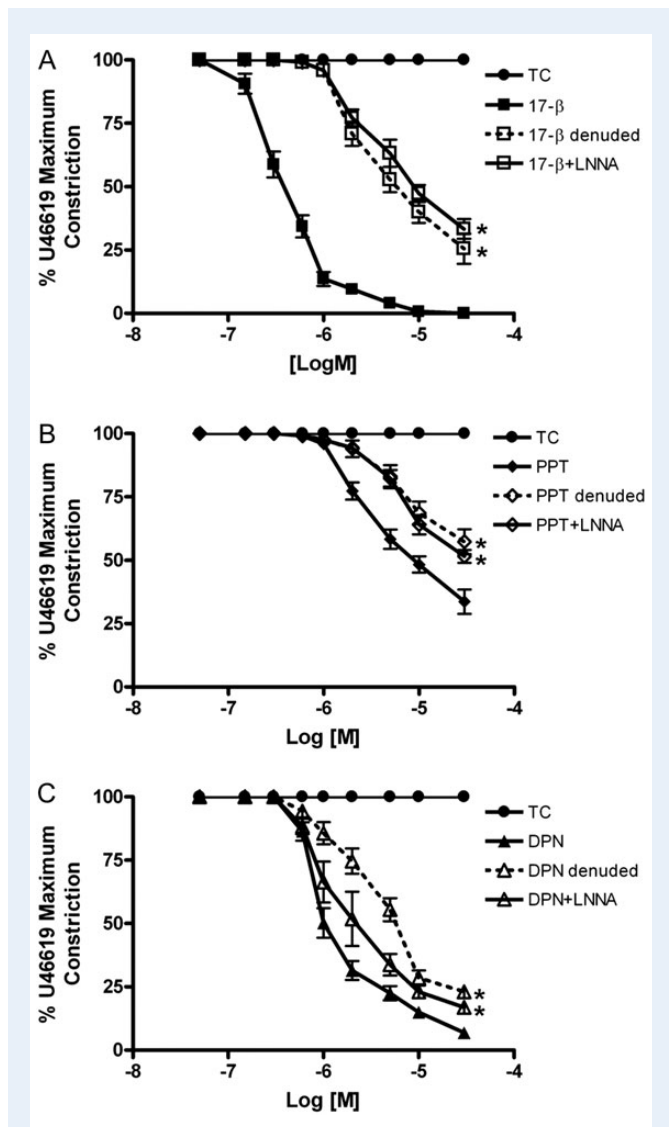 A
% U46619 Maximum
Constriction
100
75
50
25
0
-8 -7 -6 -5 -4
[LogM]
TC
17-β
17-β denuded
17-β+LNNA
*
*
B
% U46619 Maximum
Constriction
100
75
50
25
0
-8 -7 -6 -5 -4
Log [M]
TC
PPT
PPT denuded
PPT+LNNA
*
*
C
% U46619 Maximum
Constriction
100
75
50
25
0
-8 -7 -6 -5 -4
Log [M]
TC
DPN
DPN denuded
DPN+LNNA
*
*